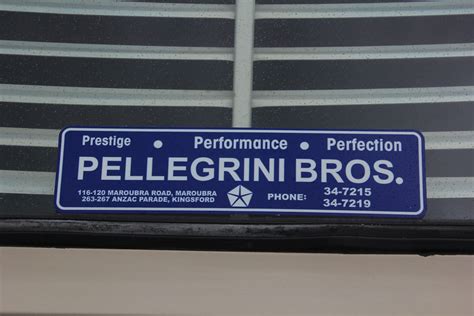 Prestige • Performance • Perfection
PELLEGRINI BROS.
116-120 MAROUBRA ROAD, MAROUBRA
263-267 ANZAC PARADE, KINGSFORD
PHONE: 34-7215
34-7219